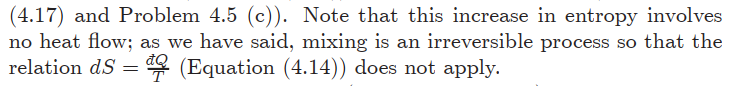 (4.17) and Problem 4.5 (c)). Note that this increase in entropy involves
no heat flow; as we have said, mixing is an irreversible process so that the
relation dS = dQ/T (Equation (4.14)) does not apply.